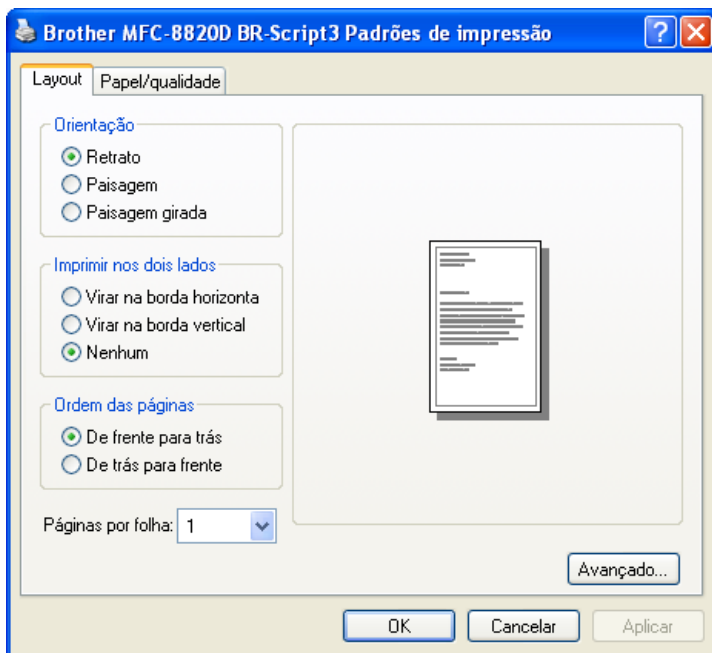 Brother MFC-8820D BR-Script3 Padrões de impressão
Layout
Papel/qualidade
Orientação
Retrato
Paisagem
Paisagem girada
Imprimir nos dois lados
Virar na borda horizonta
Virar na borda vertical
Nenhum
Ordem das páginas
De frente para trás
De trás para frente
Páginas por folha: 1
Avançado...
OK
Cancelar
Aplicar